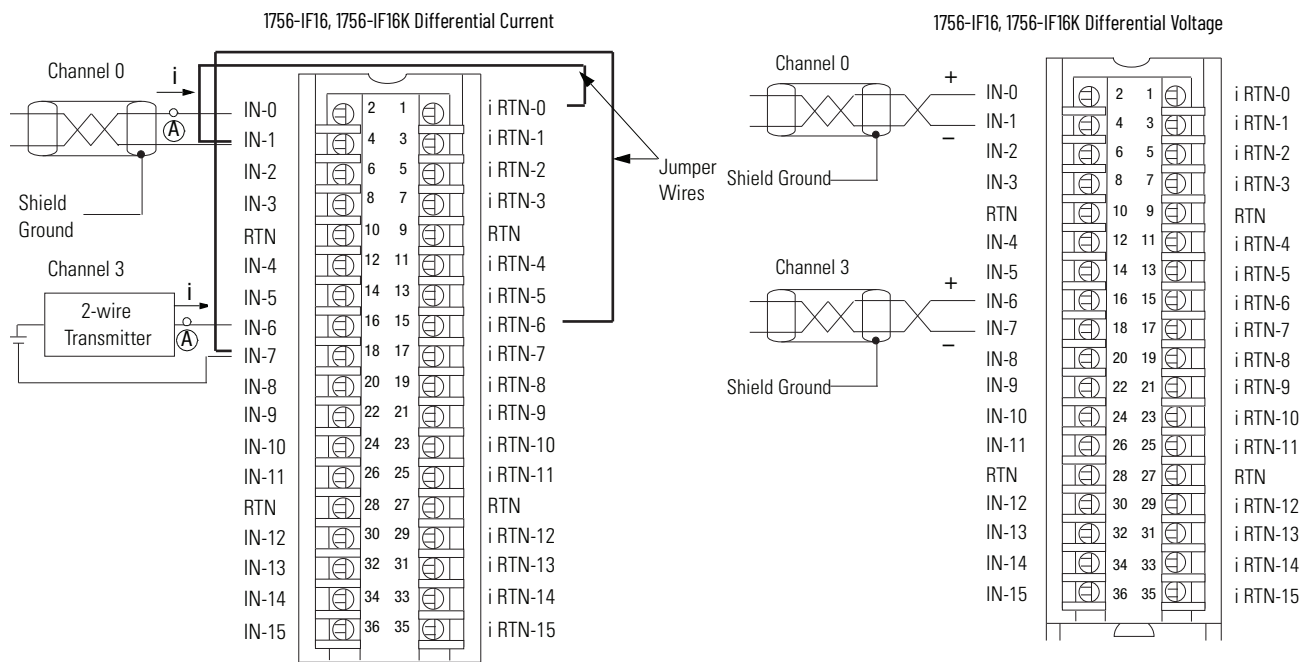 1756-IF16, 1756-IF16K Differential Current
Channel 0
i
A
Shield
Ground
Channel 3
i
2-wire
Transmitter
A
Jumper
Wires
IN-0 2 1 i RTN-0
IN-1 4 3 i RTN-1
IN-2 6 5 i RTN-2
IN-3 8 7 i RTN-3
RTN 10 9 RTN
IN-4 12 11 i RTN-4
IN-5 14 13 i RTN-5
IN-6 16 15 i RTN-6
IN-7 18 17 i RTN-7
IN-8 20 19 i RTN-8
IN-9 22 21 i RTN-9
IN-10 24 23 i RTN-10
IN-11 26 25 i RTN-11
RTN 28 27 RTN
IN-12 30 29 i RTN-12
IN-13 32 31 i RTN-13
IN-14 34 33 i RTN-14
IN-15 36 35 i RTN-15
1756-IF16, 1756-IF16K Differential Voltage
Channel 0
+
–
Shield Ground
Channel 3
+
–
Shield Ground
IN-0 2 1 i RTN-0
IN-1 4 3 i RTN-1
IN-2 6 5 i RTN-2
IN-3 8 7 i RTN-3
RTN 10 9 RTN
IN-4 12 11 i RTN-4
IN-5 14 13 i RTN-5
IN-6 16 15 i RTN-6
IN-7 18 17 i RTN-7
IN-8 20 19 i RTN-8
IN-9 22 21 i RTN-9
IN-10 24 23 i RTN-10
IN-11 26 25 i RTN-11
RTN 28 27 RTN
IN-12 30 29 i RTN-12
IN-13 32 31 i RTN-13
IN-14 34 33 i RTN-14
IN-15 36 35 i RTN-15